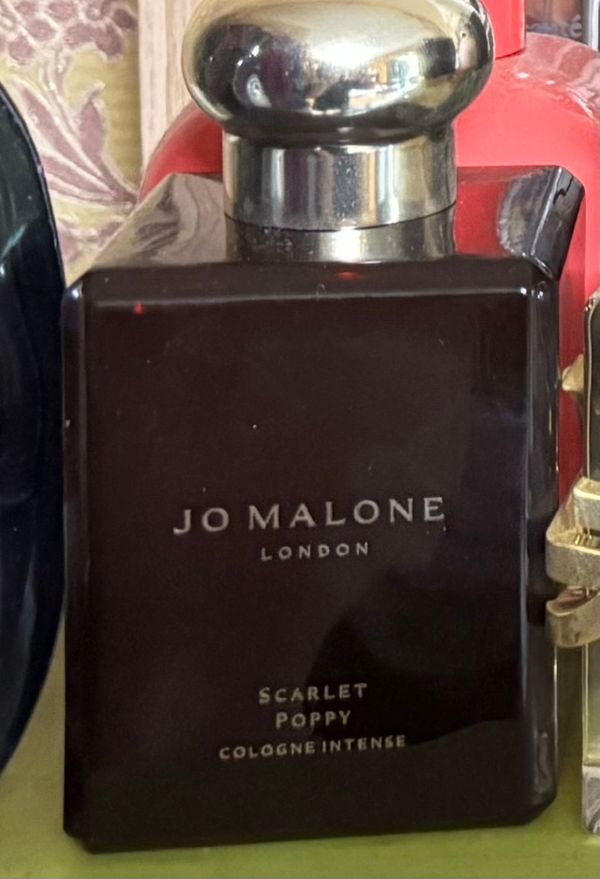 JO MALONE
LONDON
SCARLET
POPPY
COLOGNE INTENSE